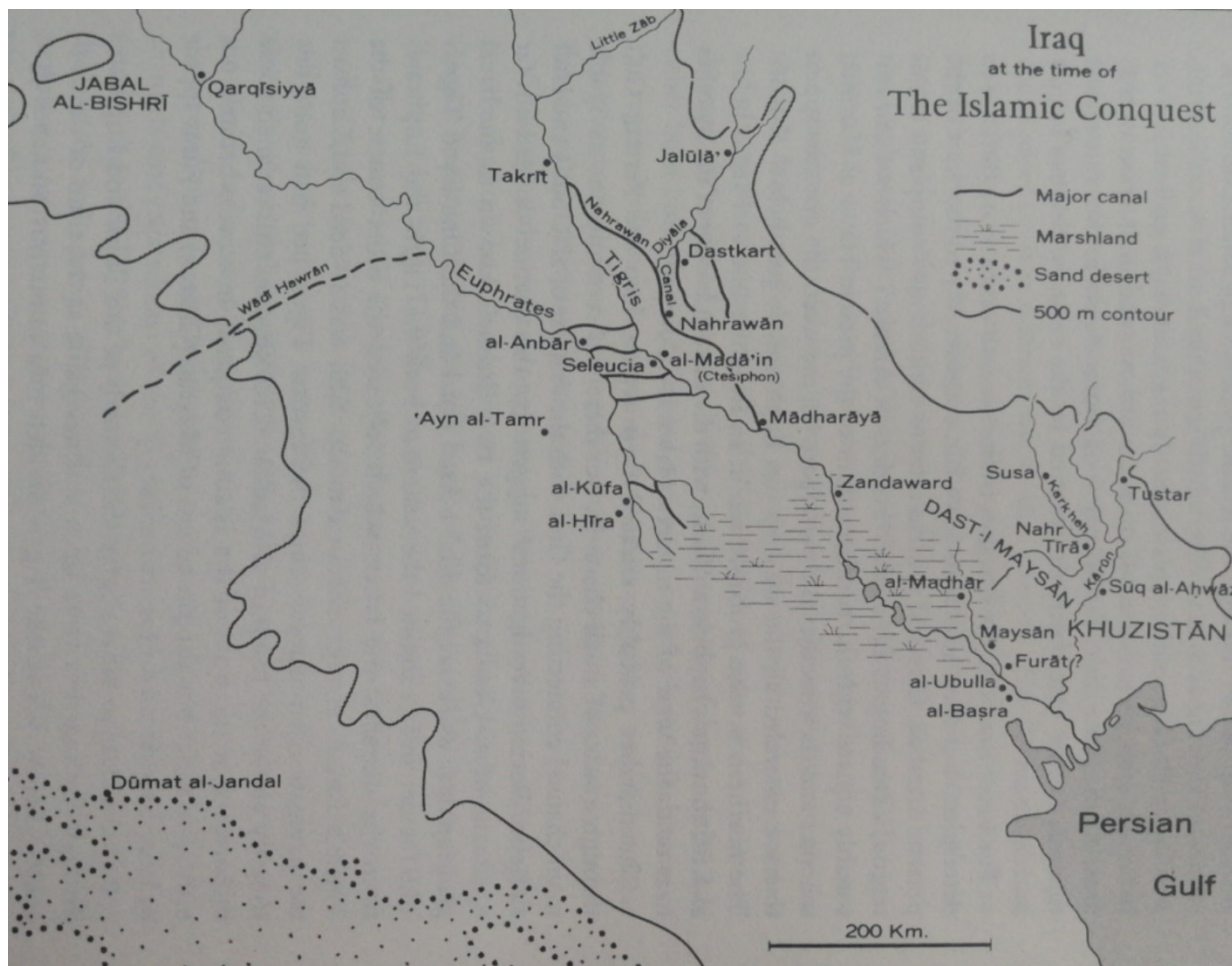 Iraq
at the time of
The Islamic Conquest
Major canal
Marshland
Sand desert
500 m contour
Little Zāb
JABAL
AL-BISHRĪ
Qarqīsiyyā
Takrīt
Jalūlā'
Nahrawān
Canal
Diyāla
Dastkart
Tigris
Wādī Ḥawrān
Euphrates
Nahrawān
al-Anbār
Seleucia
al-Madā'in
(Ctesiphon)
'Ayn al-Tamr
Mādharāyā
al-Kūfa
al-Ḥīra
Zandaward
Susa
Karkheh
Tustar
DAST-I MAYSĀN
Nahr
Tīrā
Kārūn
Sūq al-Aḥwāz
al-Madhār
Maysān
KHUZISTĀN
Furāt?
al-Ubulla
al-Baṣra
Dūmat al-Jandal
Persian
Gulf
200 Km.